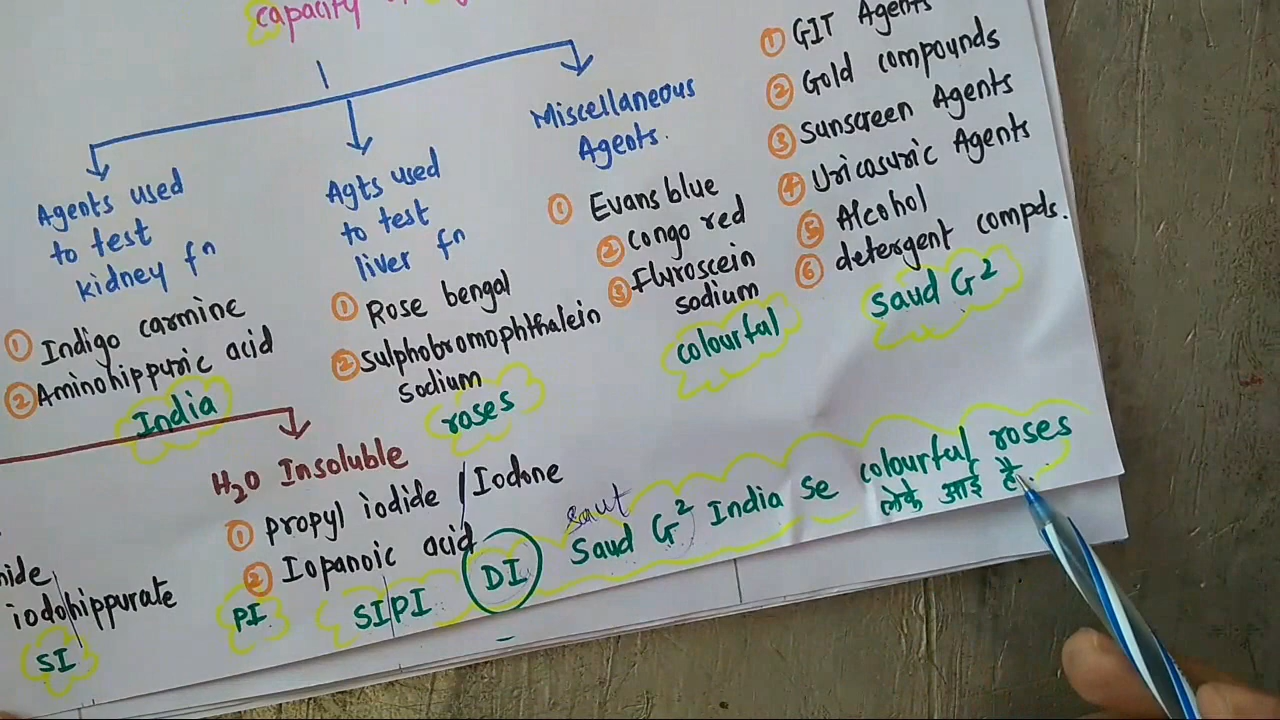 capacity
Agents used
to test
kidney fⁿ
① Indigo carmine
② Aminohippuric acid
India
Agts used
to test
liver fⁿ
① Rose bengal
② Sulphobromophthalein
sodium
roses
Miscellaneous
Agents.
① Evans blue
② congo red
③ Fluroscein
sodium
colourful
① GIT Agents
② Gold compounds
③ Sunscreen Agents
④ Uricasuric Agents
⑤ Alcohol
⑥ detergent compds.
Saud G²
H₂O Insoluble
① propyl iodide / Iodone
② Iopanoic acid
PI
iodohippurate
SI
SI|PI DI saut Saud G² India Se colourful roses
लेके आई है